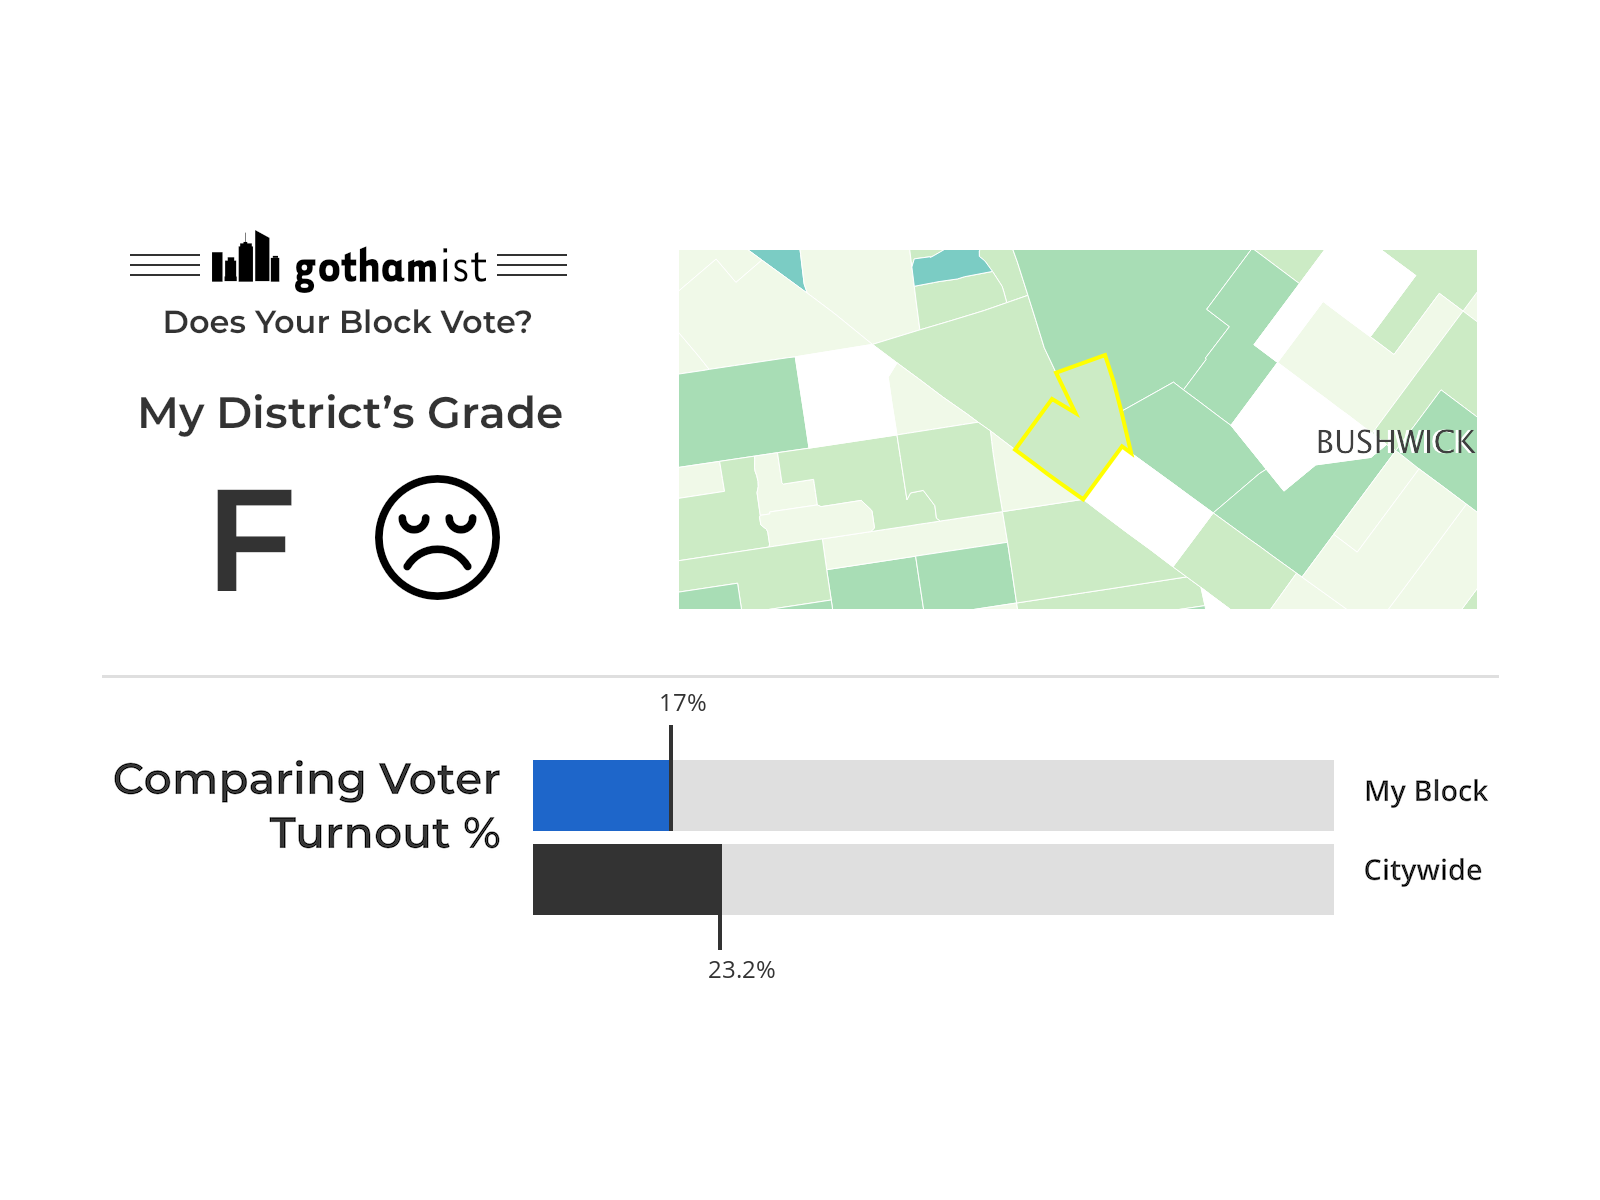 gothamist
Does Your Block Vote?
My District’s Grade
F
BUSHWICK
17%
Comparing Voter
Turnout %
My Block
Citywide
23.2%